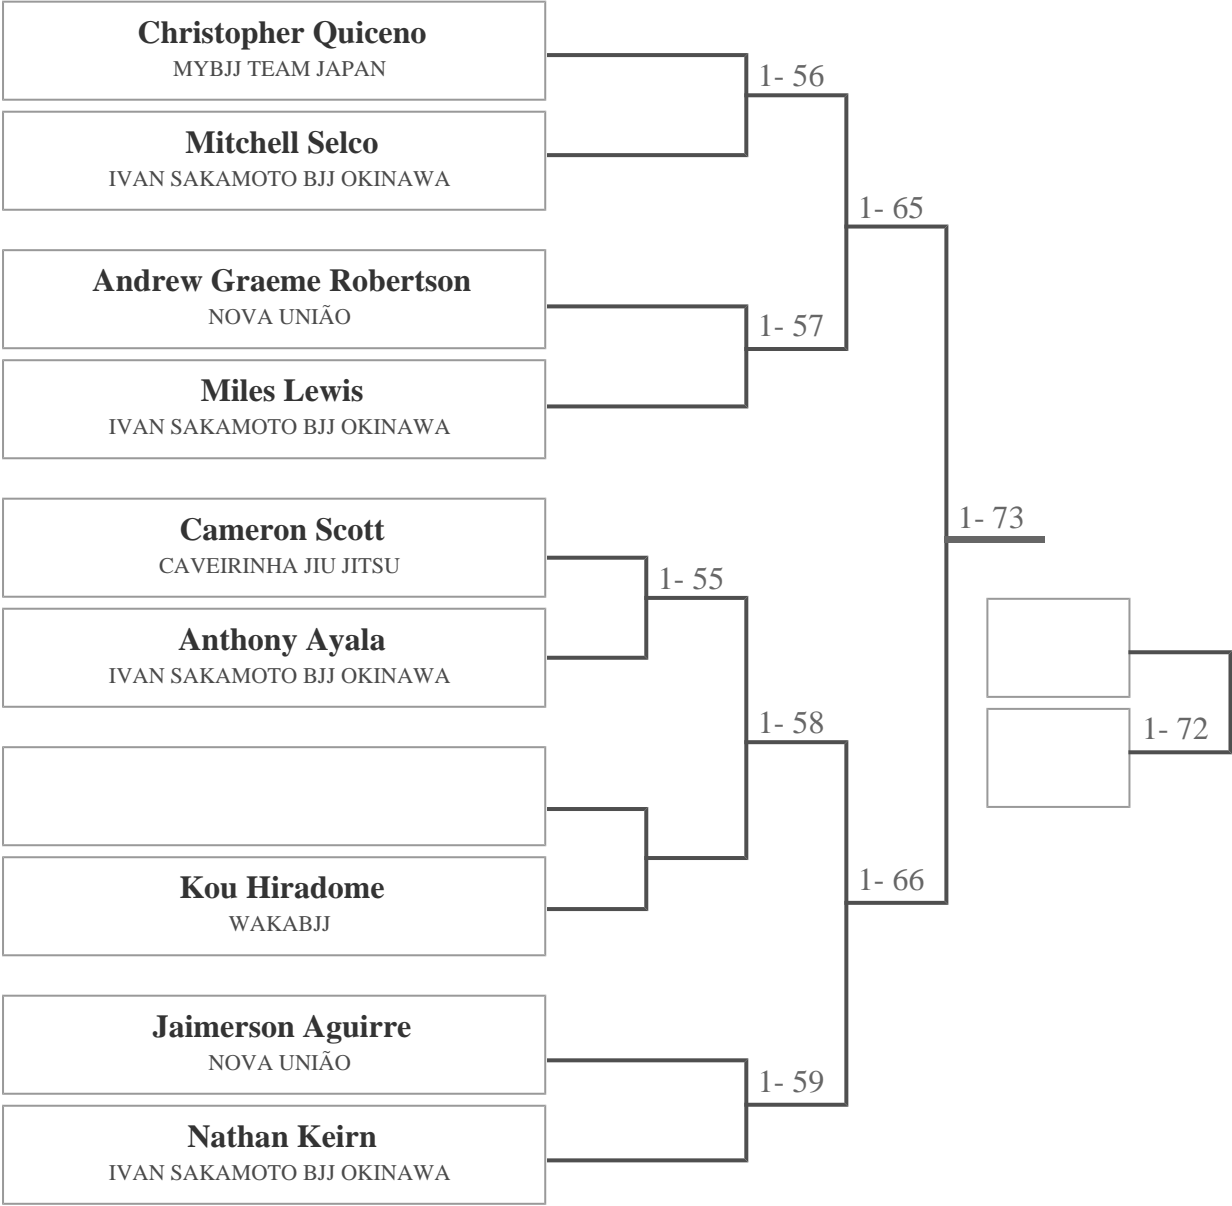 Christopher Quiceno
MYBJJ TEAM JAPAN
1- 56
Mitchell Selco
IVAN SAKAMOTO BJJ OKINAWA
1- 65
Andrew Graeme Robertson
NOVA UNIÃO
1- 57
Miles Lewis
IVAN SAKAMOTO BJJ OKINAWA
Cameron Scott
CAVEIRINHA JIU JITSU
1- 73
1- 55
Anthony Ayala
IVAN SAKAMOTO BJJ OKINAWA
1- 58
1- 72
Kou Hiradome
WAKABJJ
1- 66
Jaimerson Aguirre
NOVA UNIÃO
1- 59
Nathan Keirn
IVAN SAKAMOTO BJJ OKINAWA